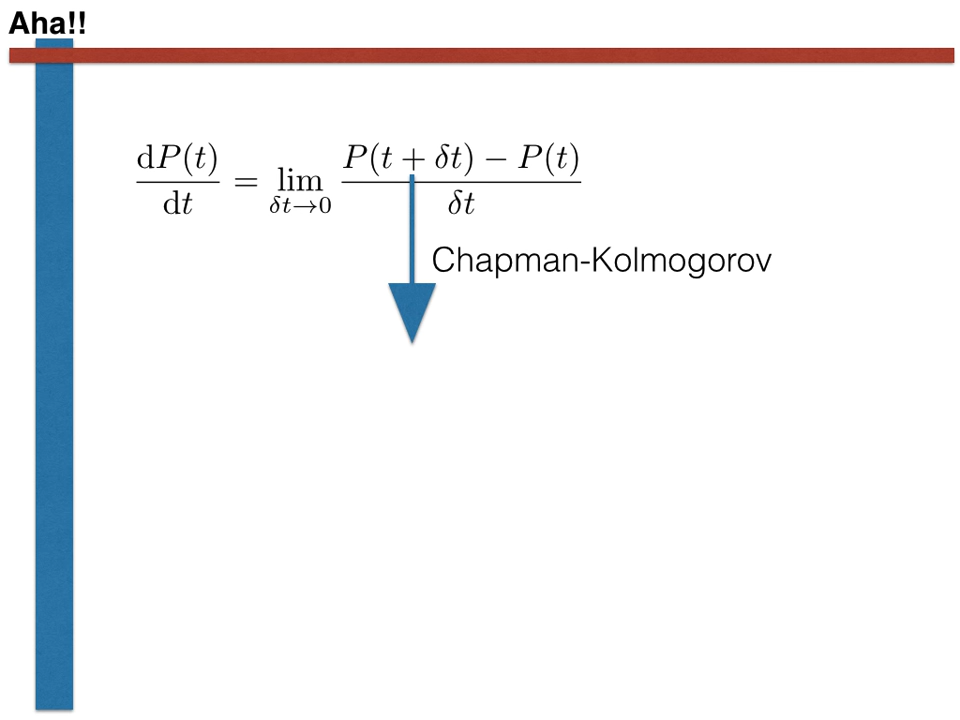 Aha!!
dP(t)/dt = lim_{δt→0} (P(t + δt) − P(t))/δt
Chapman-Kolmogorov